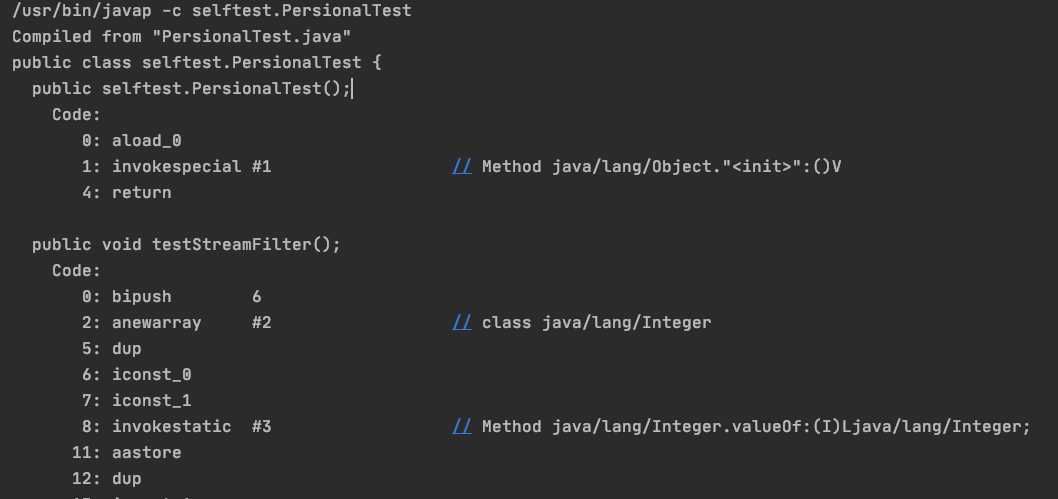 /usr/bin/javap -c selftest.PersionalTest
Compiled from "PersionalTest.java"
public class selftest.PersionalTest {
  public selftest.PersionalTest();
    Code:
       0: aload_0
       1: invokespecial #1                  // Method java/lang/Object."<init>":()V
       4: return

  public void testStreamFilter();
    Code:
       0: bipush        6
       2: anewarray     #2                  // class java/lang/Integer
       5: dup
       6: iconst_0
       7: iconst_1
       8: invokestatic  #3                  // Method java/lang/Integer.valueOf:(I)Ljava/lang/Integer;
      11: aastore
      12: dup